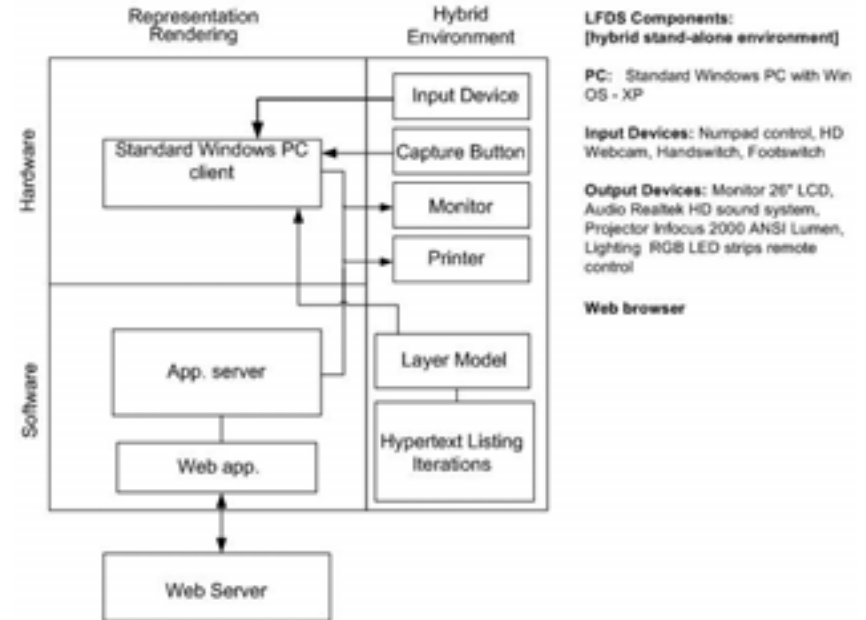 Representation
Rendering
Hybrid
Environment
Hardware
Standard Windows PC
client
Input Device
Capture Button
Monitor
Printer
Software
App. server
Web app.
Layer Model
Hypertext Listing
Iterations
Web Server
LFDS Components:
[hybrid stand-alone environment]
PC: Standard Windows PC with Win
OS - XP
Input Devices: Numpad control, HD
Webcam, Handswitch, Footswitch
Output Devices: Monitor 26" LCD,
Audio Realtek HD sound system,
Projector Infocus 2000 ANSI Lumen,
Lighting RGB LED strips remote
control
Web browser